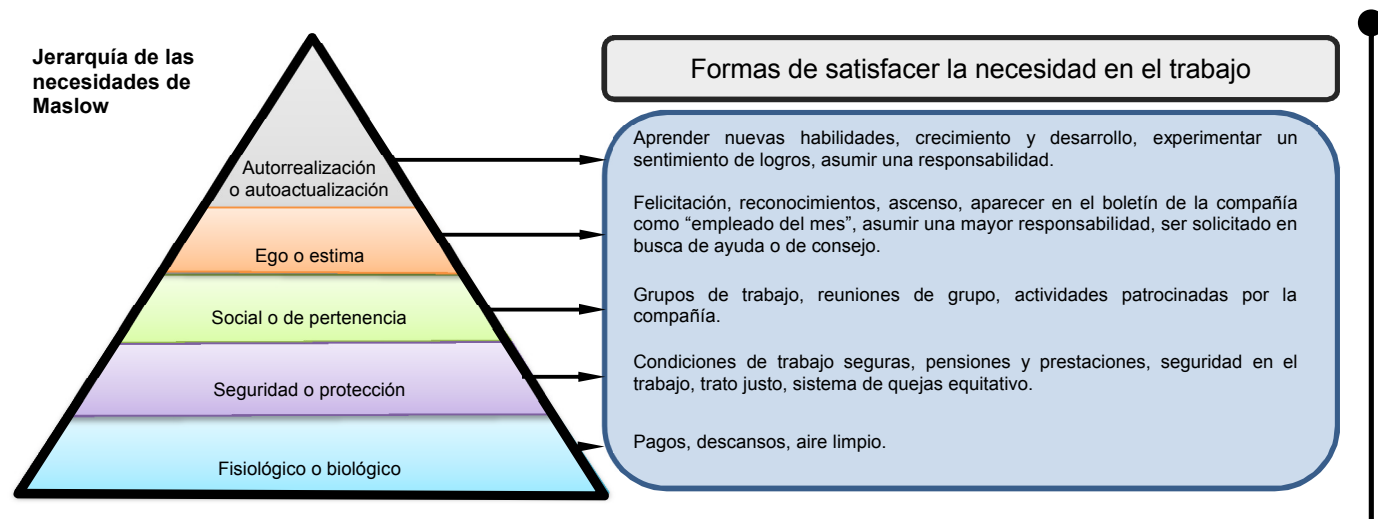 Jerarquía de las
necesidades de
Maslow
Formas de satisfacer la necesidad en el trabajo
Autorrealización
o autoactualización
Aprender nuevas habilidades, crecimiento y desarrollo, experimentar un
sentimiento de logros, asumir una responsabilidad.
Ego o estima
Felicitación, reconocimientos, ascenso, aparecer en el boletín de la compañía
como “empleado del mes”, asumir una mayor responsabilidad, ser solicitado en
busca de ayuda o de consejo.
Social o de pertenencia
Grupos de trabajo, reuniones de grupo, actividades patrocinadas por la
compañía.
Seguridad o protección
Condiciones de trabajo seguras, pensiones y prestaciones, seguridad en el
trabajo, trato justo, sistema de quejas equitativo.
Fisiológico o biológico
Pagos, descansos, aire limpio.